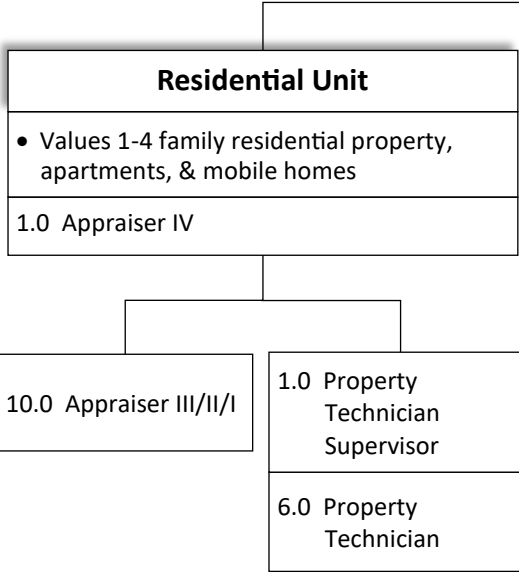 Residential Unit
• Values 1-4 family residential property,
apartments, & mobile homes
1.0 Appraiser IV
10.0 Appraiser III/II/I
1.0 Property
Technician
Supervisor
6.0 Property
Technician